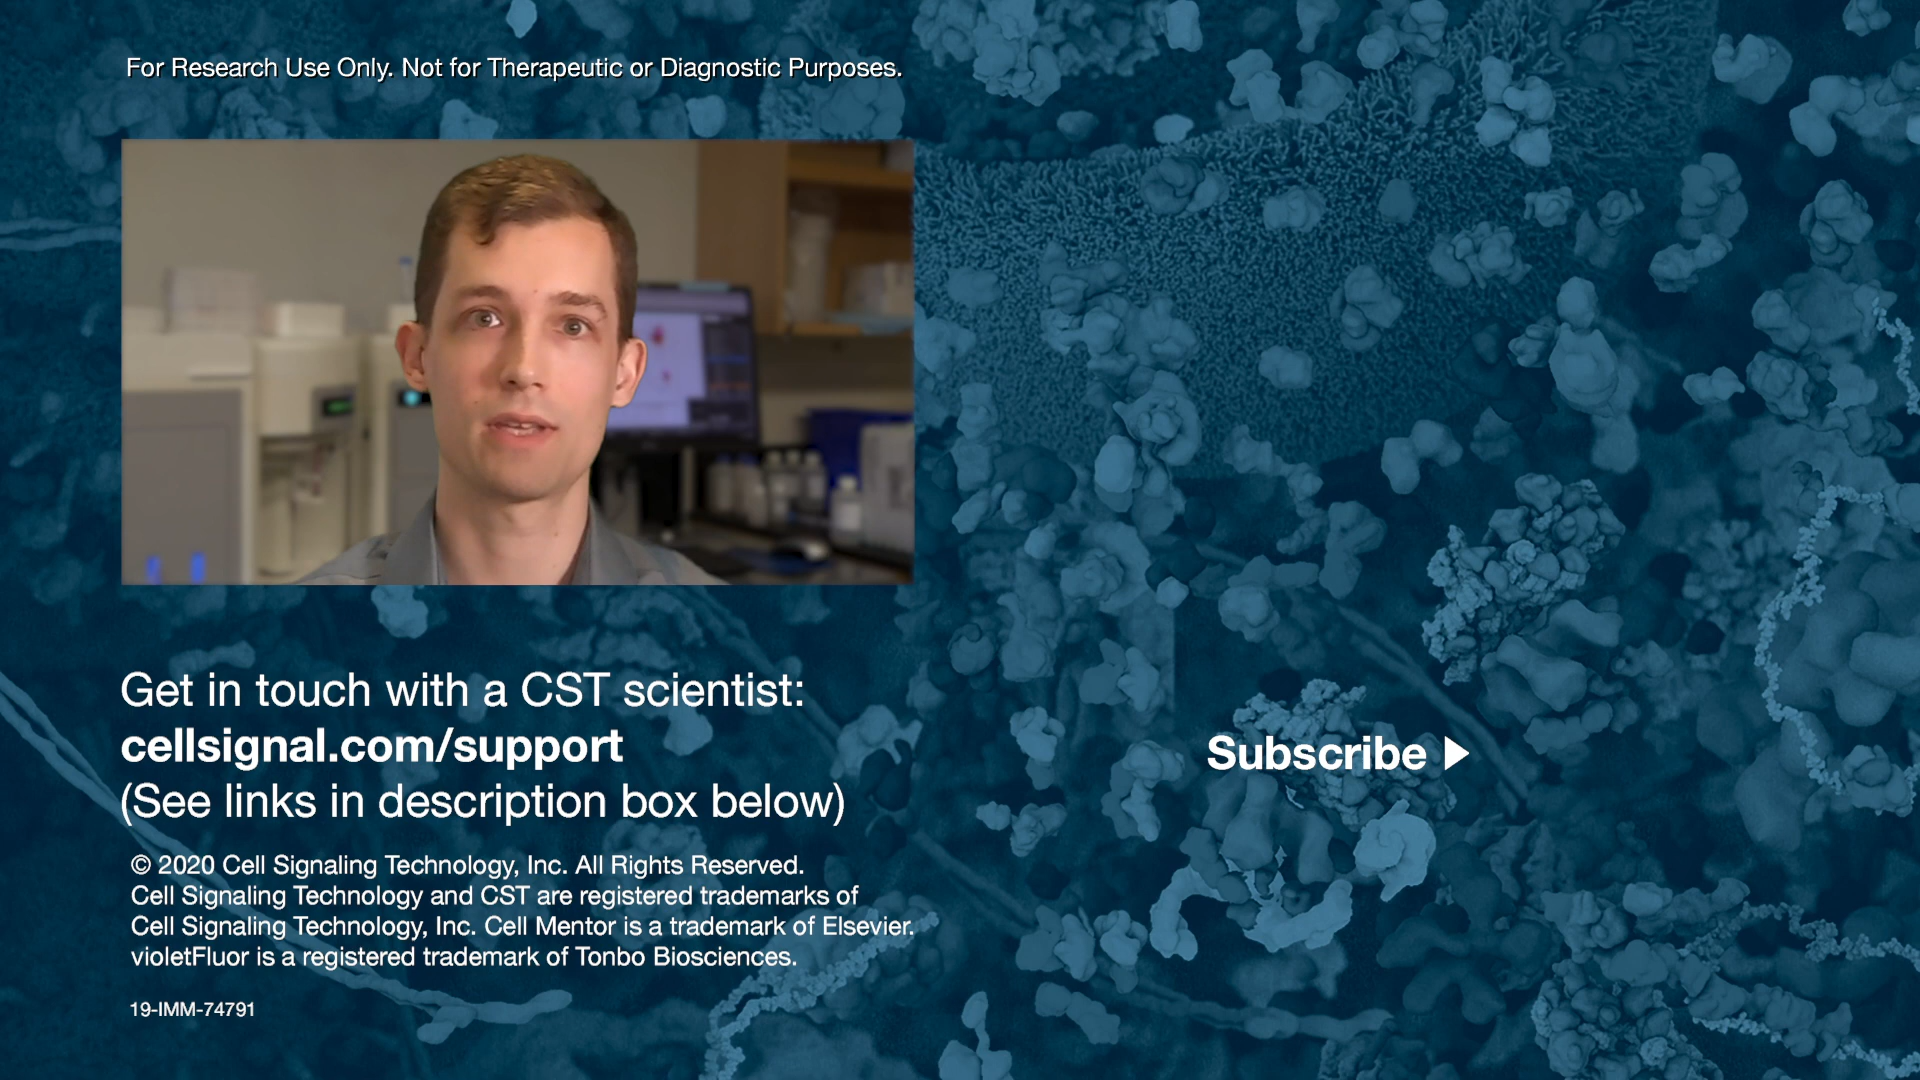 For Research Use Only. Not for Therapeutic or Diagnostic Purposes.
Get in touch with a CST scientist:
cellsignal.com/support
(See links in description box below)
Subscribe
© 2020 Cell Signaling Technology, Inc. All Rights Reserved.
Cell Signaling Technology and CST are registered trademarks of
Cell Signaling Technology, Inc. Cell Mentor is a trademark of Elsevier.
violetFluor is a registered trademark of Tonbo Biosciences.
19-IMM-74791